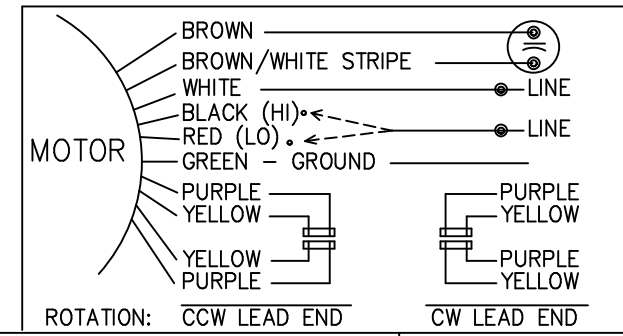 BROWN
BROWN/WHITE STRIPE
WHITE LINE
BLACK (HI)
RED (LO) LINE
MOTOR
GREEN - GROUND
PURPLE PURPLE
YELLOW YELLOW
YELLOW PURPLE
PURPLE YELLOW
ROTATION: CCW LEAD END CW LEAD END